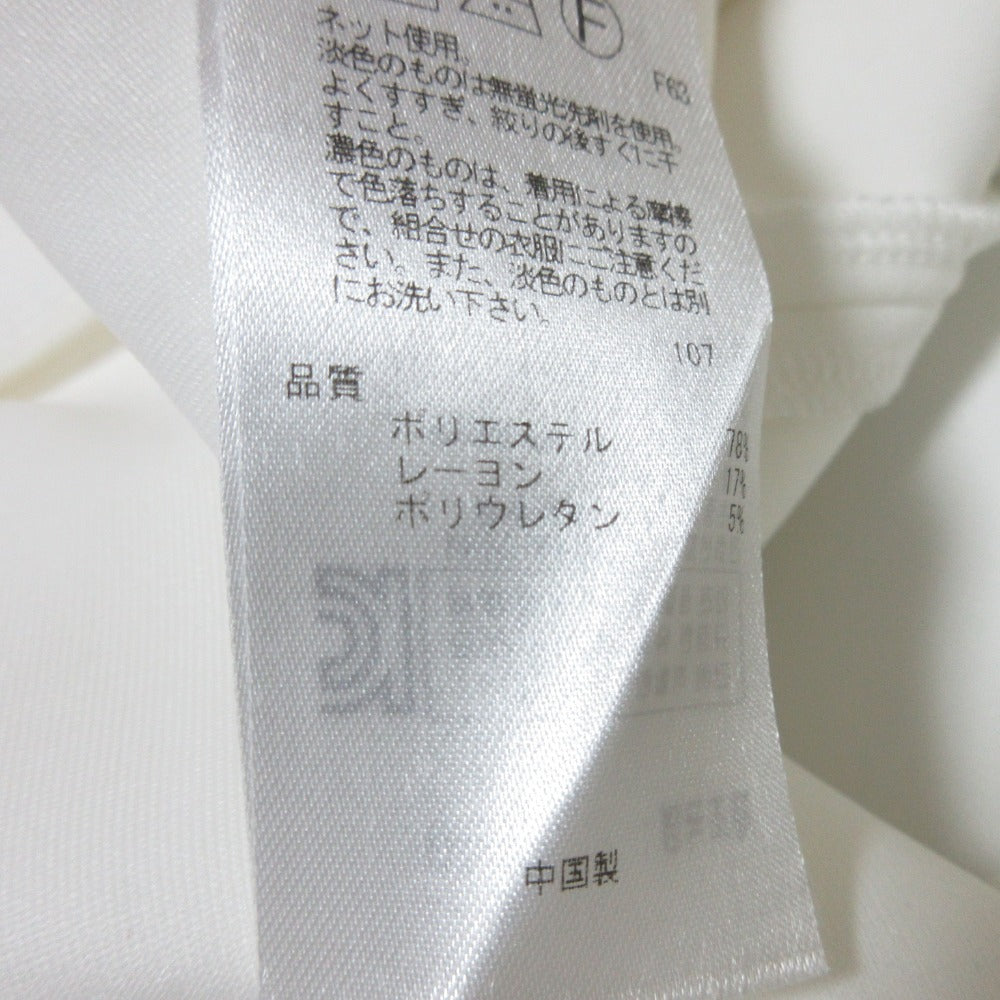 F
ネット使用。
F63
淡色のものは無蛍光洗剤を使用。
よくすすぎ、絞りの後すぐに干
すこと。
濃色のものは、着用による摩擦
で色落ちすることがありますの
で、組合せの衣服にご注意くだ
さい。また、淡色のものとは別
にお洗い下さい。
107
品質
ポリエステル 78%
レーヨン 17%
ポリウレタン 5%
中国製